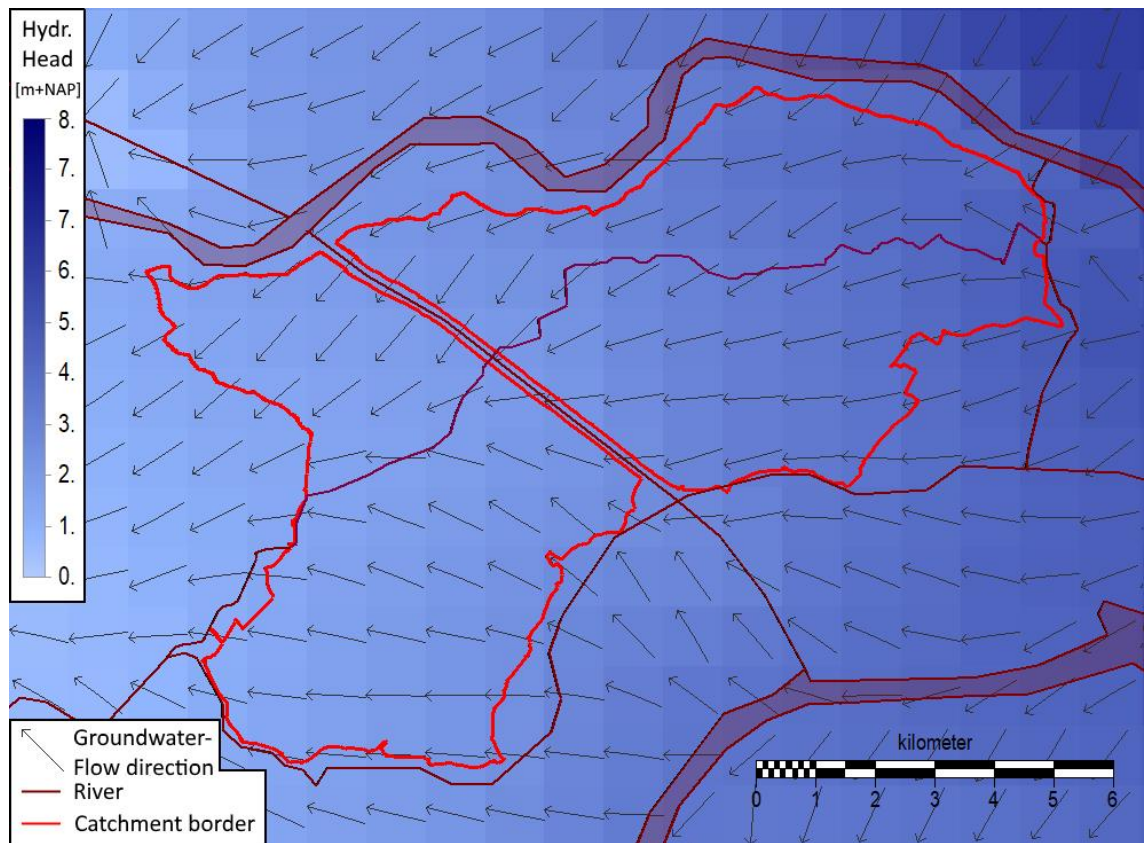 Hydr.
Head
[m+NAP]
8.
7.
6.
5.
4.
3.
2.
1.
0.
Groundwater-
Flow direction
River
Catchment border
kilometer
0 1 2 3 4 5 6